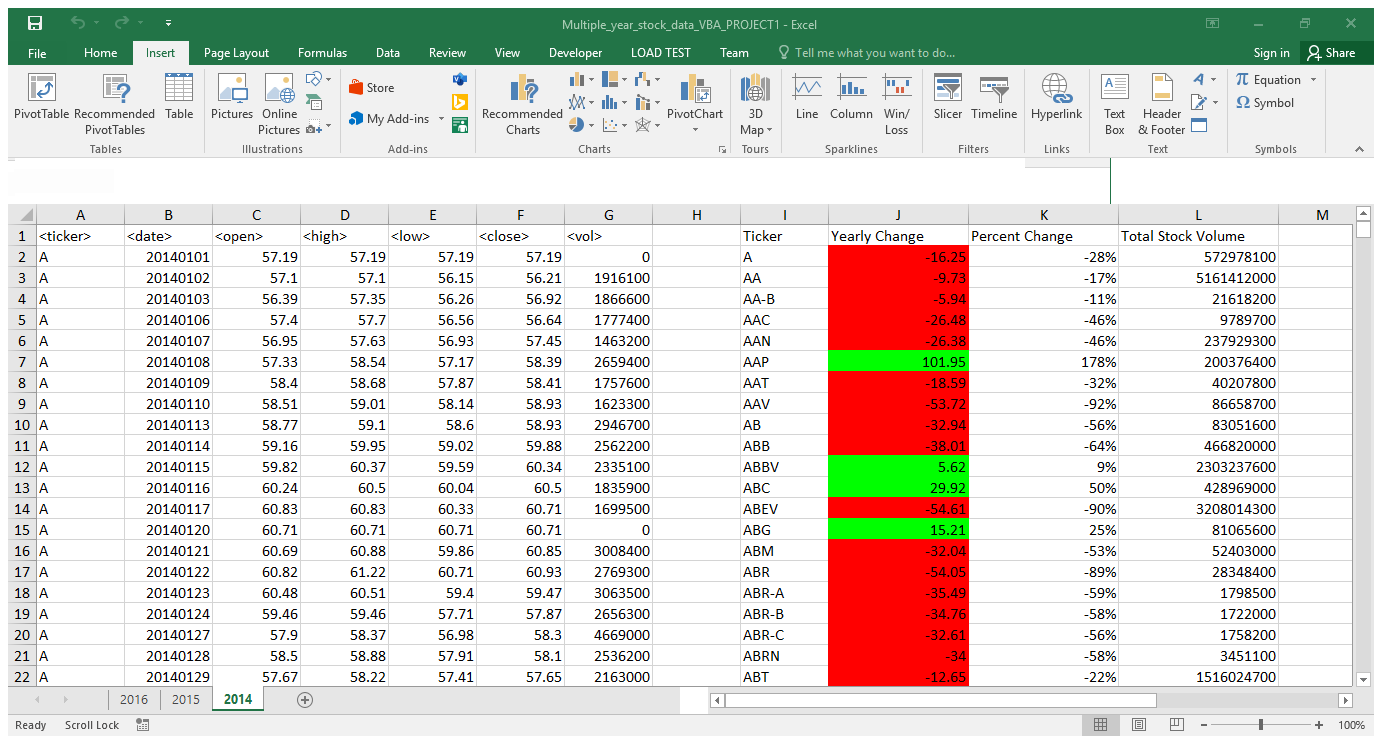 Multiple_year_stock_data_VBA_PROJECT1 - Excel
File Home Insert Page Layout Formulas Data Review View Developer LOAD TEST Team Tell me what you want to do... Sign in Share
PivotTable Recommended PivotTables Table
Tables
Pictures Online Pictures
Illustrations
Store
My Add-ins
Add-ins
Recommended Charts PivotChart
Charts
3D Map
Tours
Line Column Win/Loss
Sparklines
Slicer Timeline
Filters
Hyperlink
Links
Text Box Header & Footer
Text
Equation
Symbol
Symbols
A B C D E F G H I J K L M
1 <ticker> <date> <open> <high> <low> <close> <vol> Ticker Yearly Change Percent Change Total Stock Volume
2 A 20140101 57.19 57.19 57.19 57.19 0 A -16.25 -28% 572978100
3 A 20140102 57.1 57.1 56.15 56.21 1916100 AA -9.73 -17% 5161412000
4 A 20140103 56.39 57.35 56.26 56.92 1866600 AA-B -5.94 -11% 21618200
5 A 20140106 57.4 57.7 56.56 56.64 1777400 AAC -26.48 -46% 9789700
6 A 20140107 56.95 57.63 56.93 57.45 1463200 AAN -26.38 -46% 237929300
7 A 20140108 57.33 58.54 57.17 58.39 2659400 AAP 101.95 178% 200376400
8 A 20140109 58.4 58.68 57.87 58.41 1757600 AAT -18.59 -32% 40207800
9 A 20140110 58.51 59.01 58.14 58.93 1623300 AAV -53.72 -92% 86658700
10 A 20140113 58.77 59.1 58.6 58.93 2946700 AB -32.94 -56% 83051600
11 A 20140114 59.16 59.95 59.02 59.88 2562200 ABB -38.01 -64% 466820000
12 A 20140115 59.82 60.37 59.59 60.34 2335100 ABBV 5.62 9% 2303237600
13 A 20140116 60.24 60.5 60.04 60.5 1835900 ABC 29.92 50% 428969000
14 A 20140117 60.83 60.83 60.33 60.71 1699500 ABEV -54.61 -90% 3208014300
15 A 20140120 60.71 60.71 60.71 60.71 0 ABG 15.21 25% 81065600
16 A 20140121 60.69 60.88 59.86 60.85 3008400 ABM -32.04 -53% 52403000
17 A 20140122 60.82 61.22 60.71 60.93 2769300 ABR -54.05 -89% 28348400
18 A 20140123 60.48 60.51 59.4 59.47 3063500 ABR-A -35.49 -59% 1798500
19 A 20140124 59.46 59.46 57.71 57.87 2656300 ABR-B -34.76 -58% 1722000
20 A 20140127 57.9 58.37 56.98 58.3 4669000 ABR-C -32.61 -56% 1758200
21 A 20140128 58.5 58.88 57.91 58.1 2536200 ABRN -34 -58% 3451100
22 A 20140129 57.67 58.22 57.41 57.65 2163000 ABT -12.65 -22% 1516024700
2016 2015 2014
Ready Scroll Lock 100%